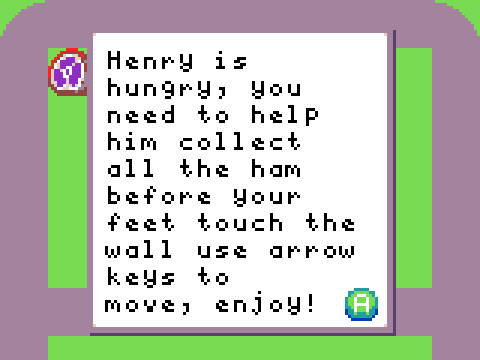 Henry is
hungry, you
need to help
him collect
all the ham
before your
feet touch the
wall use arrow
keys to
move, enjoy!
A